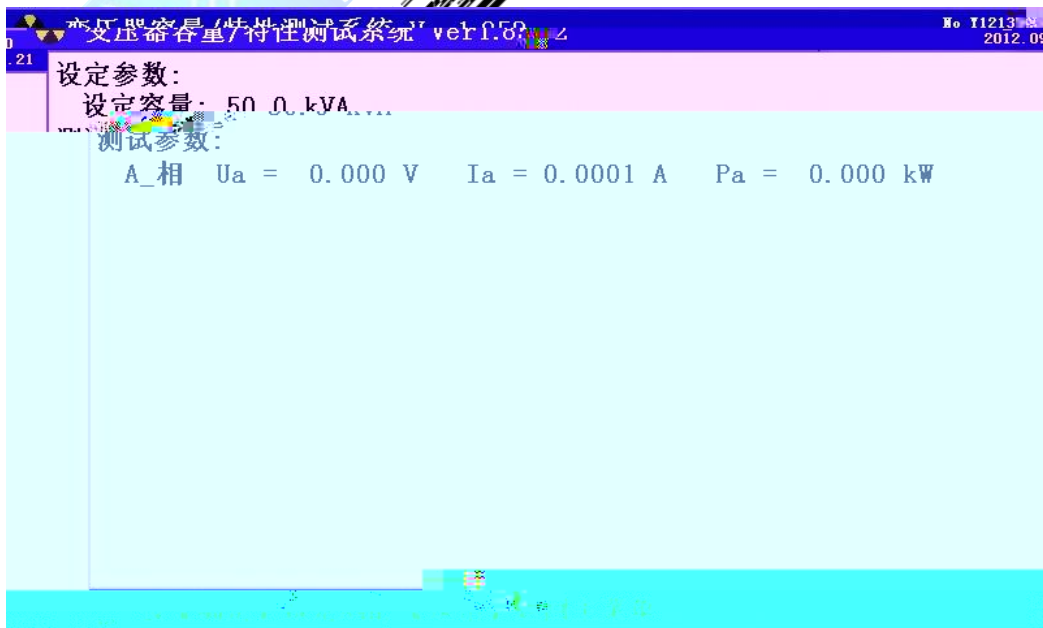 变压器容量/特性测试系统 ver1.
No Y1213
2012.09
.21
设定参数:
设定容量: 50.0 kVA
测试参数:
A_相 Ua = 0.000 V Ia = 0.0001 A Pa = 0.000 kW